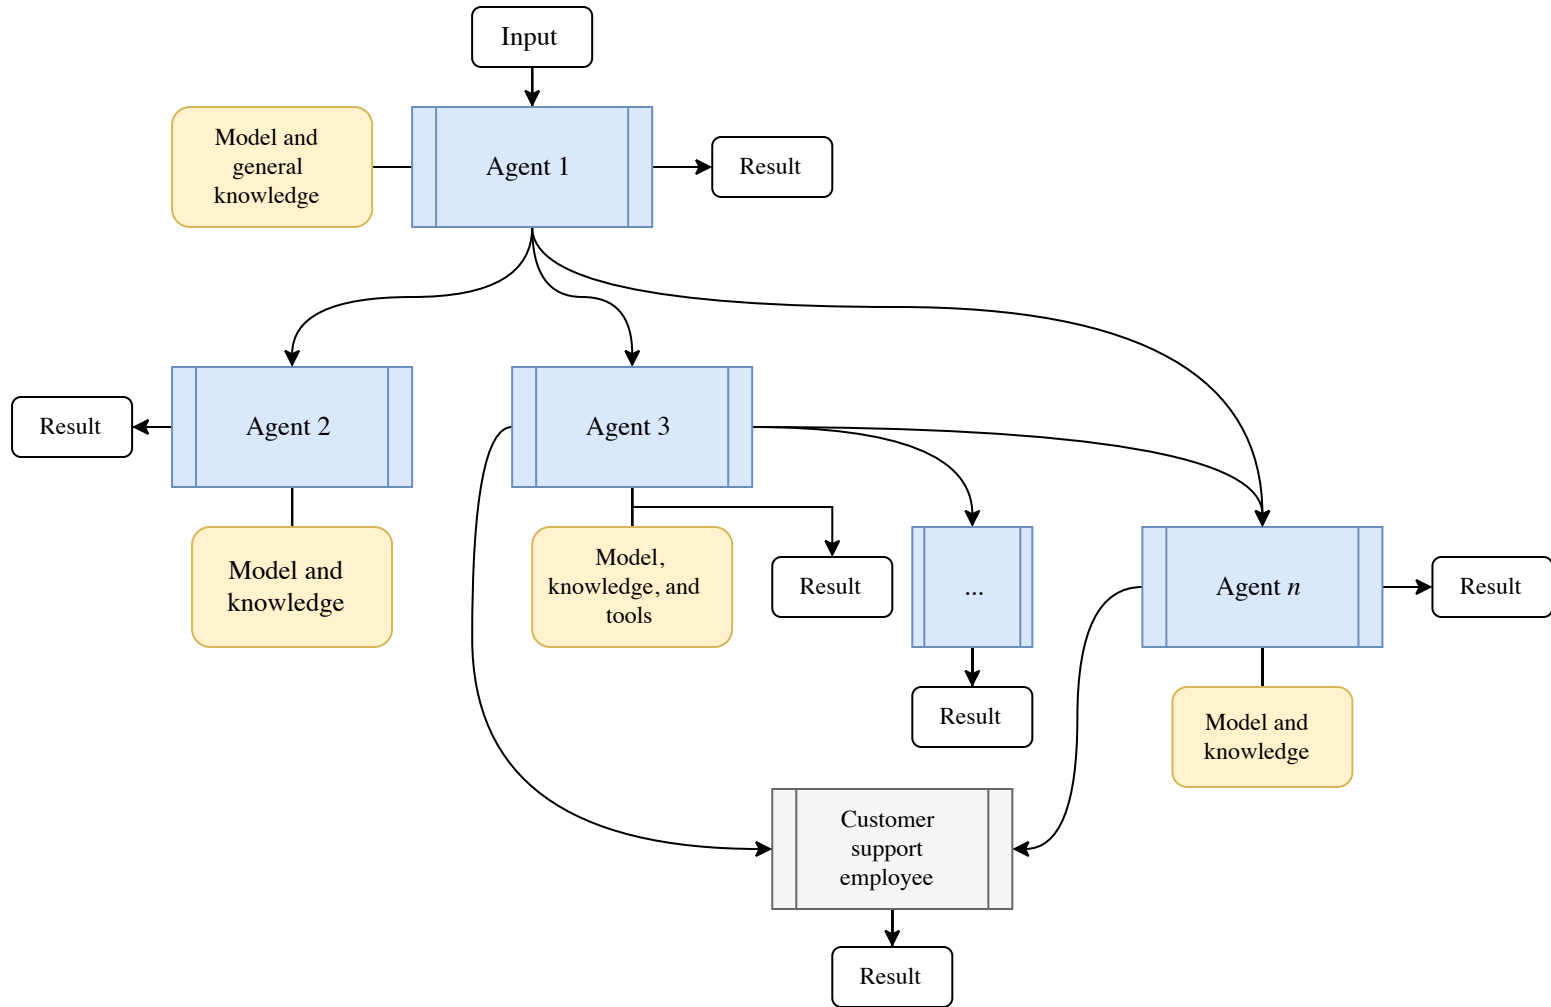 Input
Model and
general
knowledge
Agent 1
Result
Result
Agent 2
Agent 3
Model and
knowledge
Model,
knowledge, and
tools
Result
...
Agent n
Result
Result
Model and
knowledge
Customer
support
employee
Result